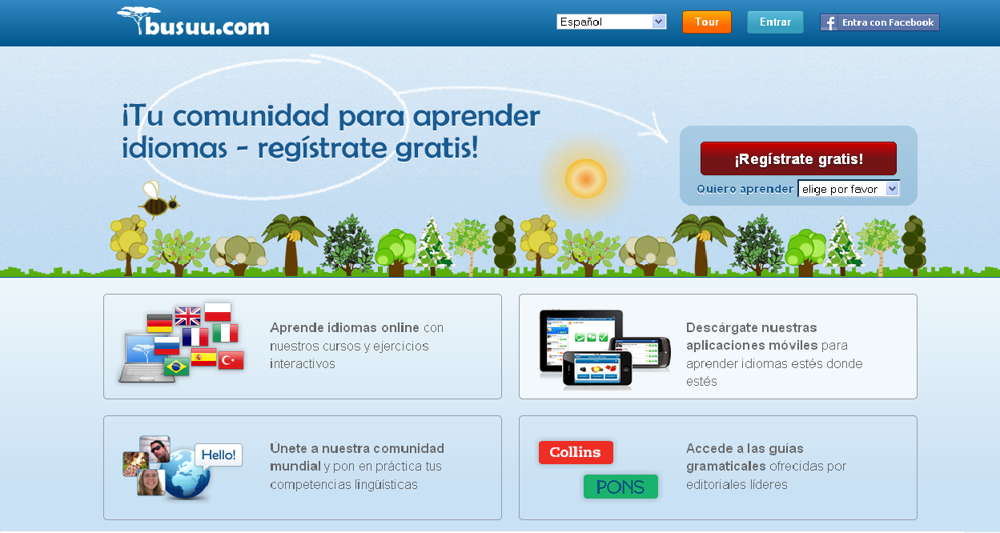 busuu.com
Español
Tour
Entrar
Entra con Facebook
¡Tu comunidad para aprender
idiomas - regístrate gratis!
¡Regístrate gratis!
Quiero aprender
elige por favor
Aprende idiomas online con
nuestros cursos y ejercicios
interactivos
Descárgate nuestras
aplicaciones móviles para
aprender idiomas estés donde
estés
Hello!
Únete a nuestra comunidad
mundial y pon en práctica tus
competencias lingüísticas
Collins
PONS
Accede a las guías
gramaticales ofrecidas por
editoriales líderes